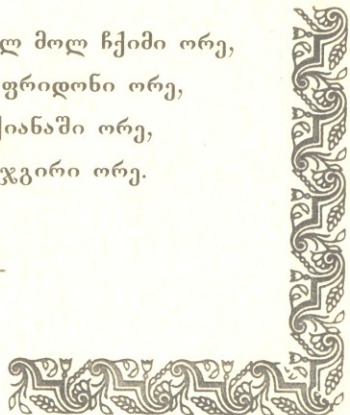 ლ მოლ ჩქიმი ორე,
ფრიდონი ორე,
ქიანაში ორე,
ჯგირი ორე.